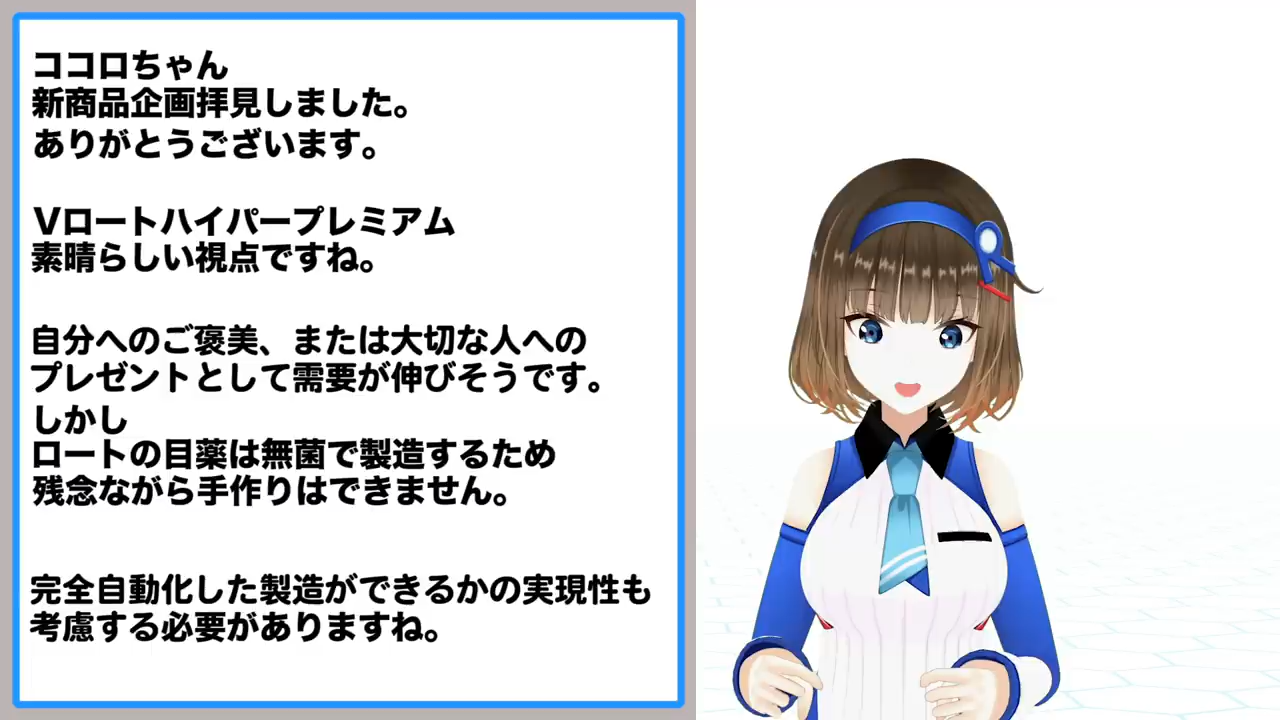 ココロちゃん
新商品企画拝見しました。
ありがとうございます。
Vロートハイパープレミアム
素晴らしい視点ですね。
自分へのご褒美、または大切な人への
プレゼントとして需要が伸びそうです。
しかし
ロートの目薬は無菌で製造するため
残念ながら手作りはできません。
完全自動化した製造ができるかの実現性も
考慮する必要がありますね。